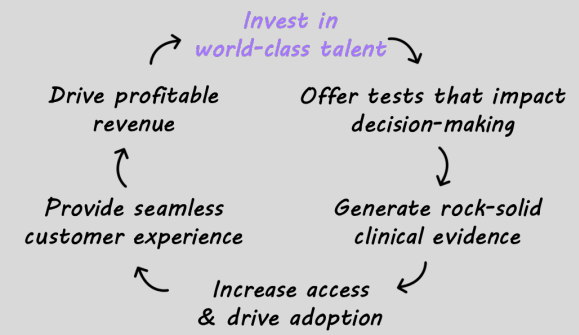 Invest in
world-class talent
Offer tests that impact
decision-making
Generate rock-solid
clinical evidence
Increase access
& drive adoption
Provide seamless
customer experience
Drive profitable
revenue